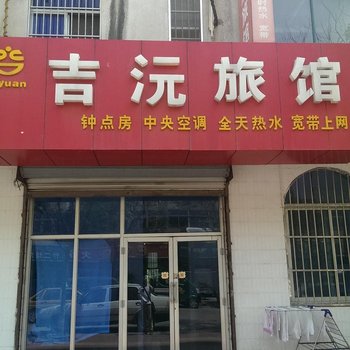 吉沅旅馆
yuan
钟点房 中央空调 全天热水 宽带上网